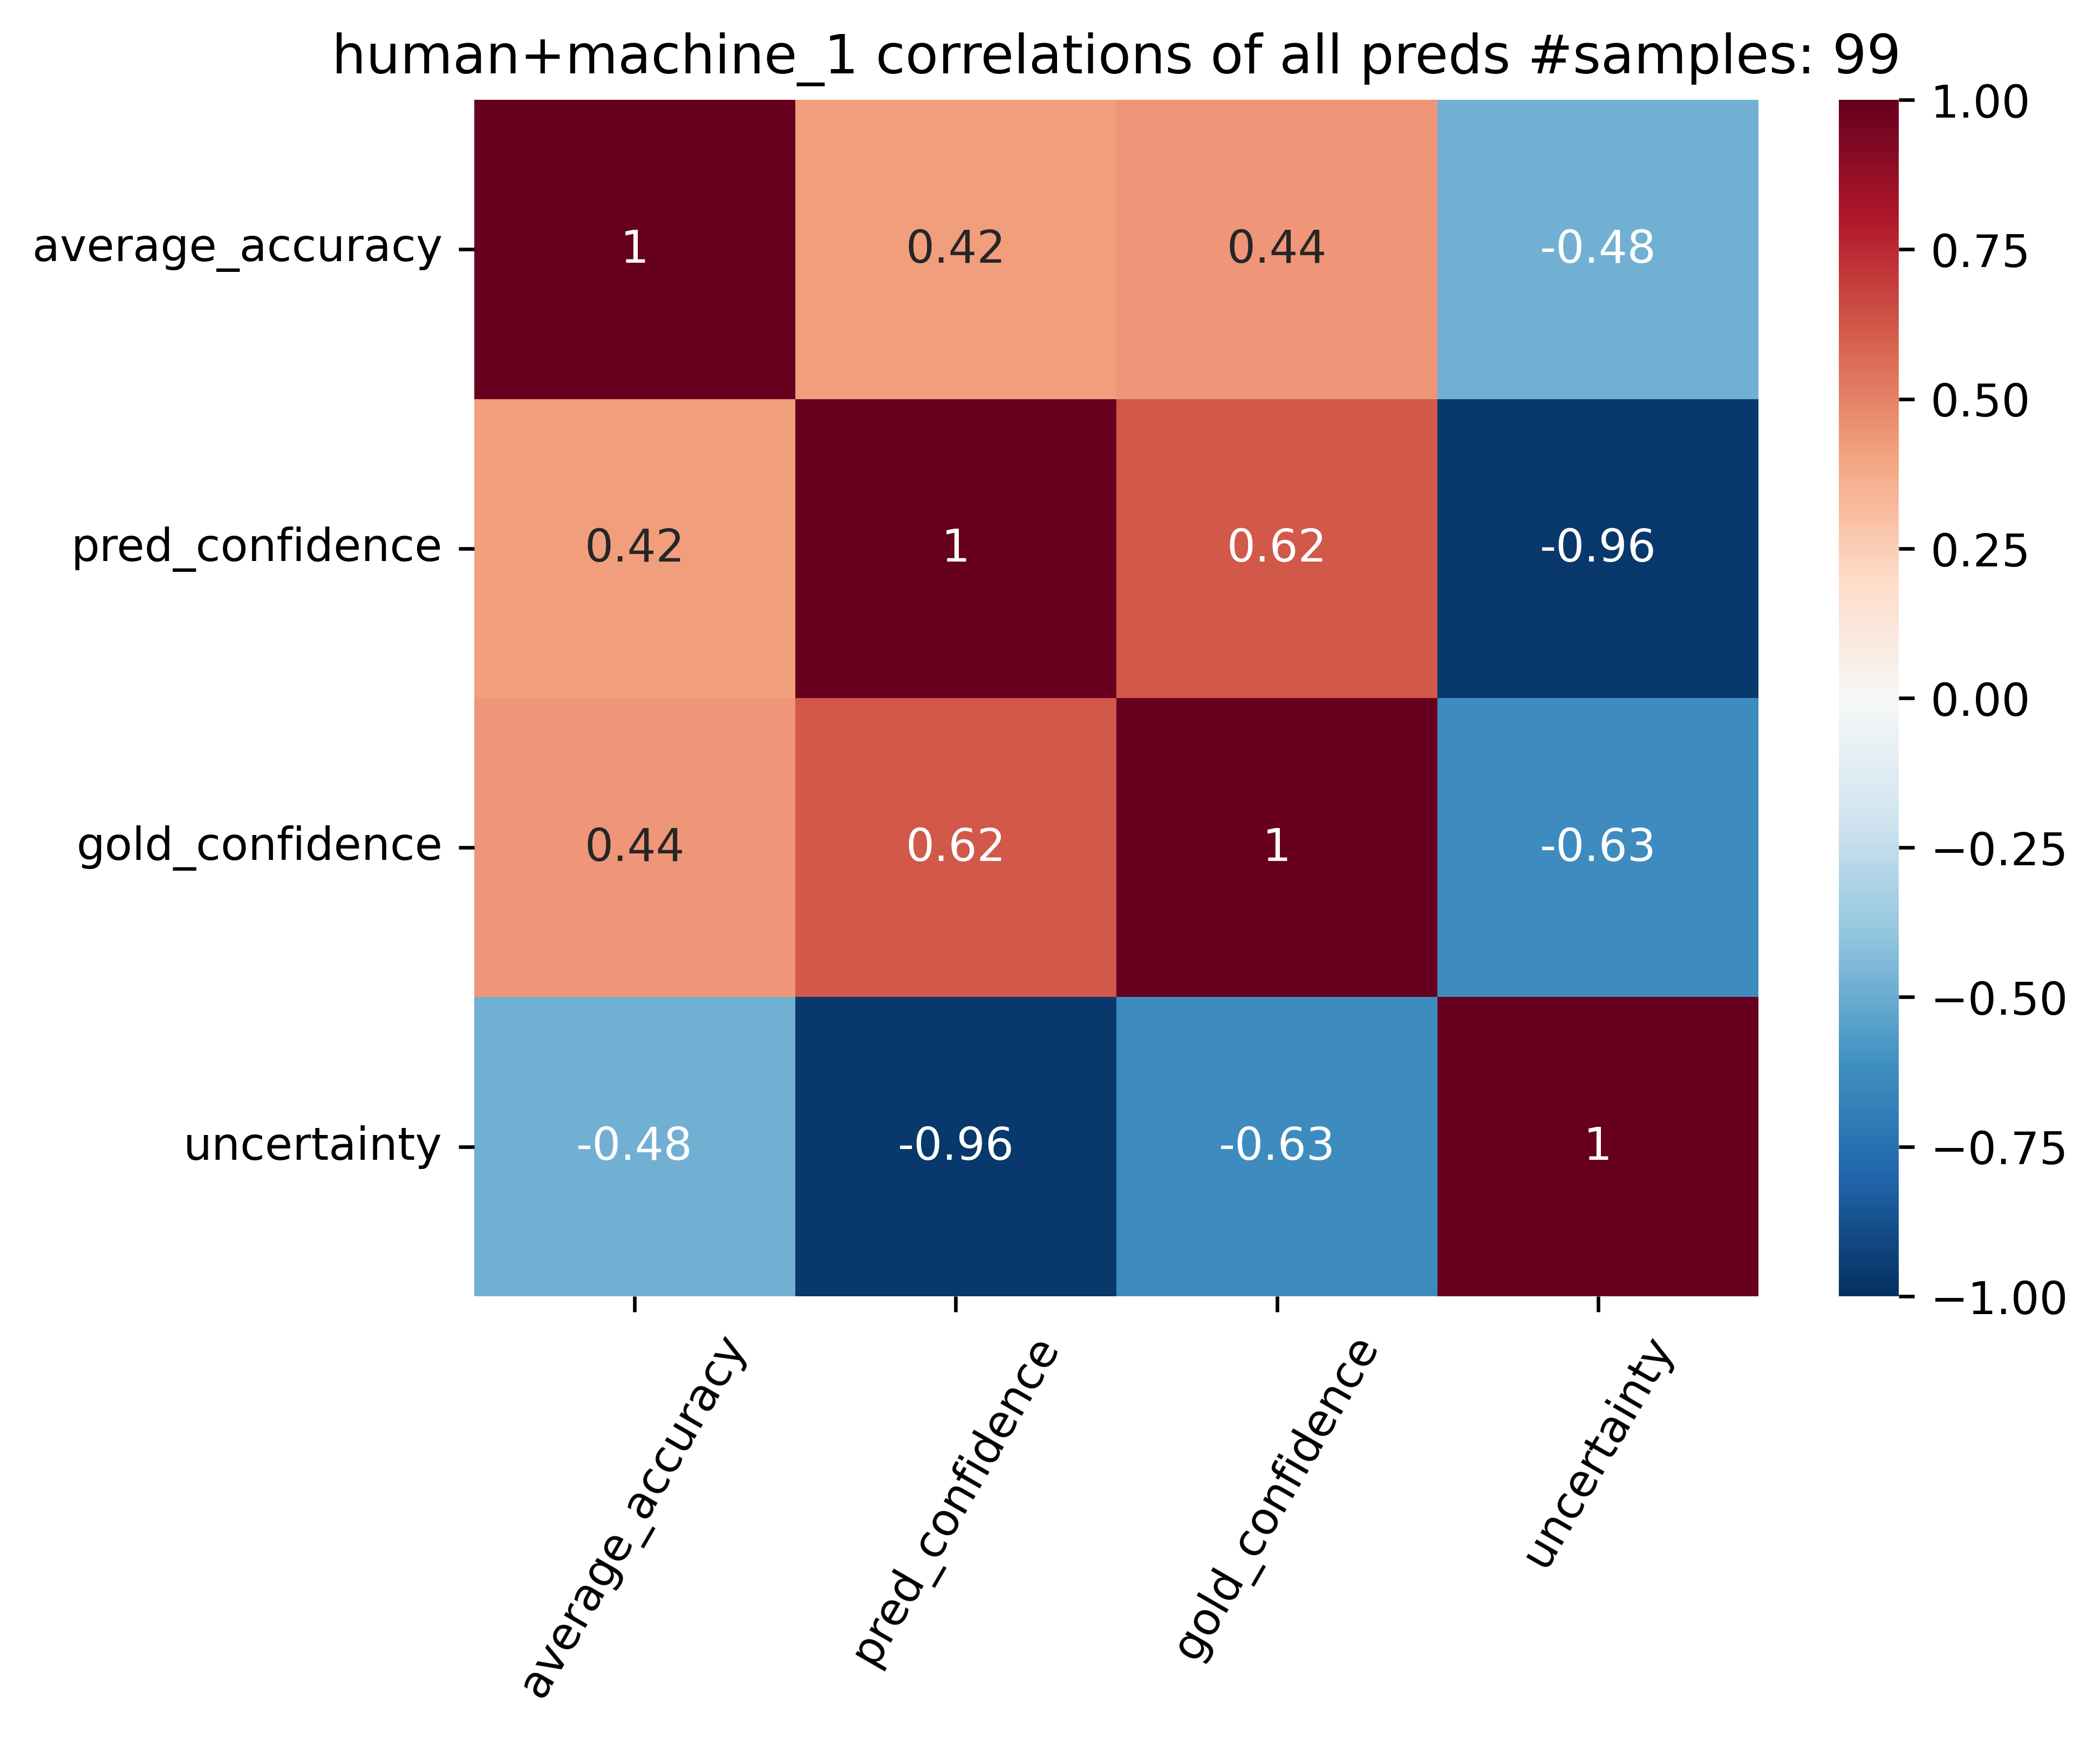 human+machine_1 correlations of all preds #samples: 99
average_accuracy 1 0.42 0.44 -0.48
pred_confidence 0.42 1 0.62 -0.96
gold_confidence 0.44 0.62 1 -0.63
uncertainty -0.48 -0.96 -0.63 1
average_accuracy pred_confidence gold_confidence uncertainty
1.00
0.75
0.50
0.25
0.00
−0.25
−0.50
−0.75
−1.00